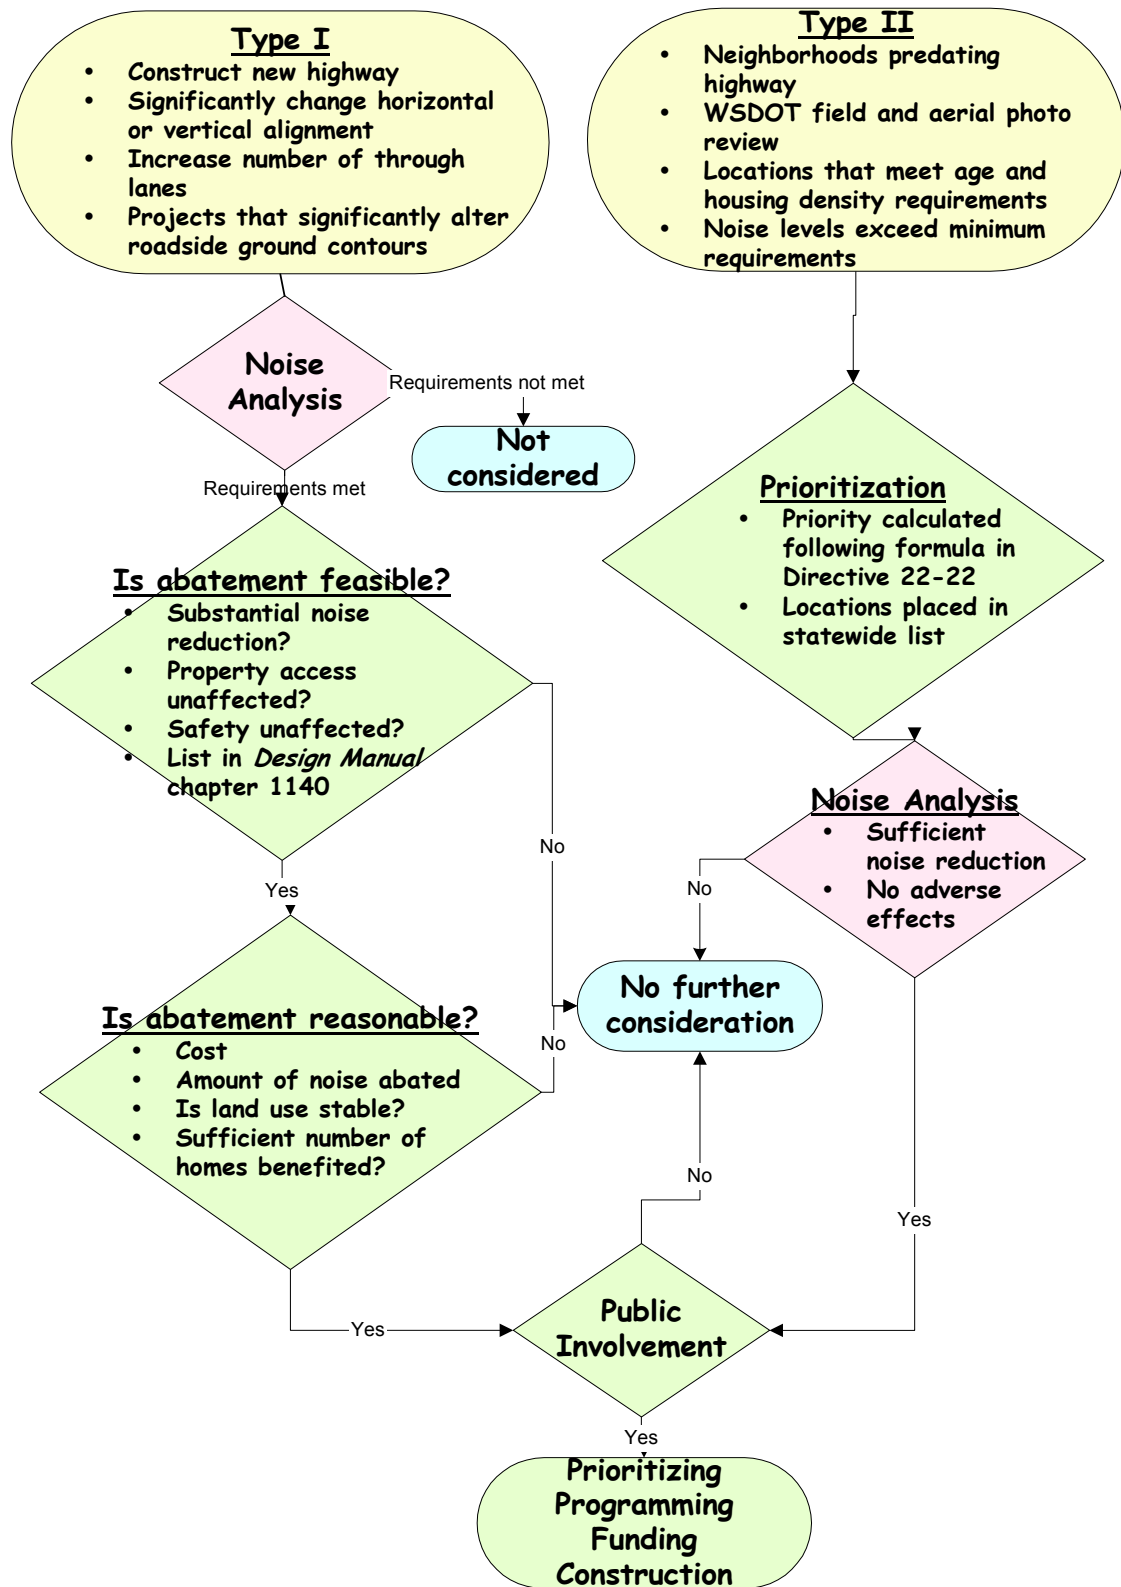 Type I
• Construct new highway
• Significantly change horizontal
or vertical alignment
• Increase number of through
lanes
• Projects that significantly alter
roadside ground contours
Type II
• Neighborhoods predating
highway
• WSDOT field and aerial photo
review
• Locations that meet age and
housing density requirements
• Noise levels exceed minimum
requirements
Noise
Analysis
Requirements not met
Not
considered
Requirements met
Prioritization
• Priority calculated
following formula in
Directive 22-22
• Locations placed in
statewide list
Is abatement feasible?
• Substantial noise
reduction?
• Property access
unaffected?
• Safety unaffected?
• List in Design Manual
chapter 1140
No
Yes
Noise Analysis
• Sufficient
noise reduction
• No adverse
effects
No
Yes
No further
consideration
Is abatement reasonable?
• Cost
• Amount of noise abated
• Is land use stable?
• Sufficient number of
homes benefited?
No
Yes
No
Public
Involvement
Yes
Prioritizing
Programming
Funding
Construction